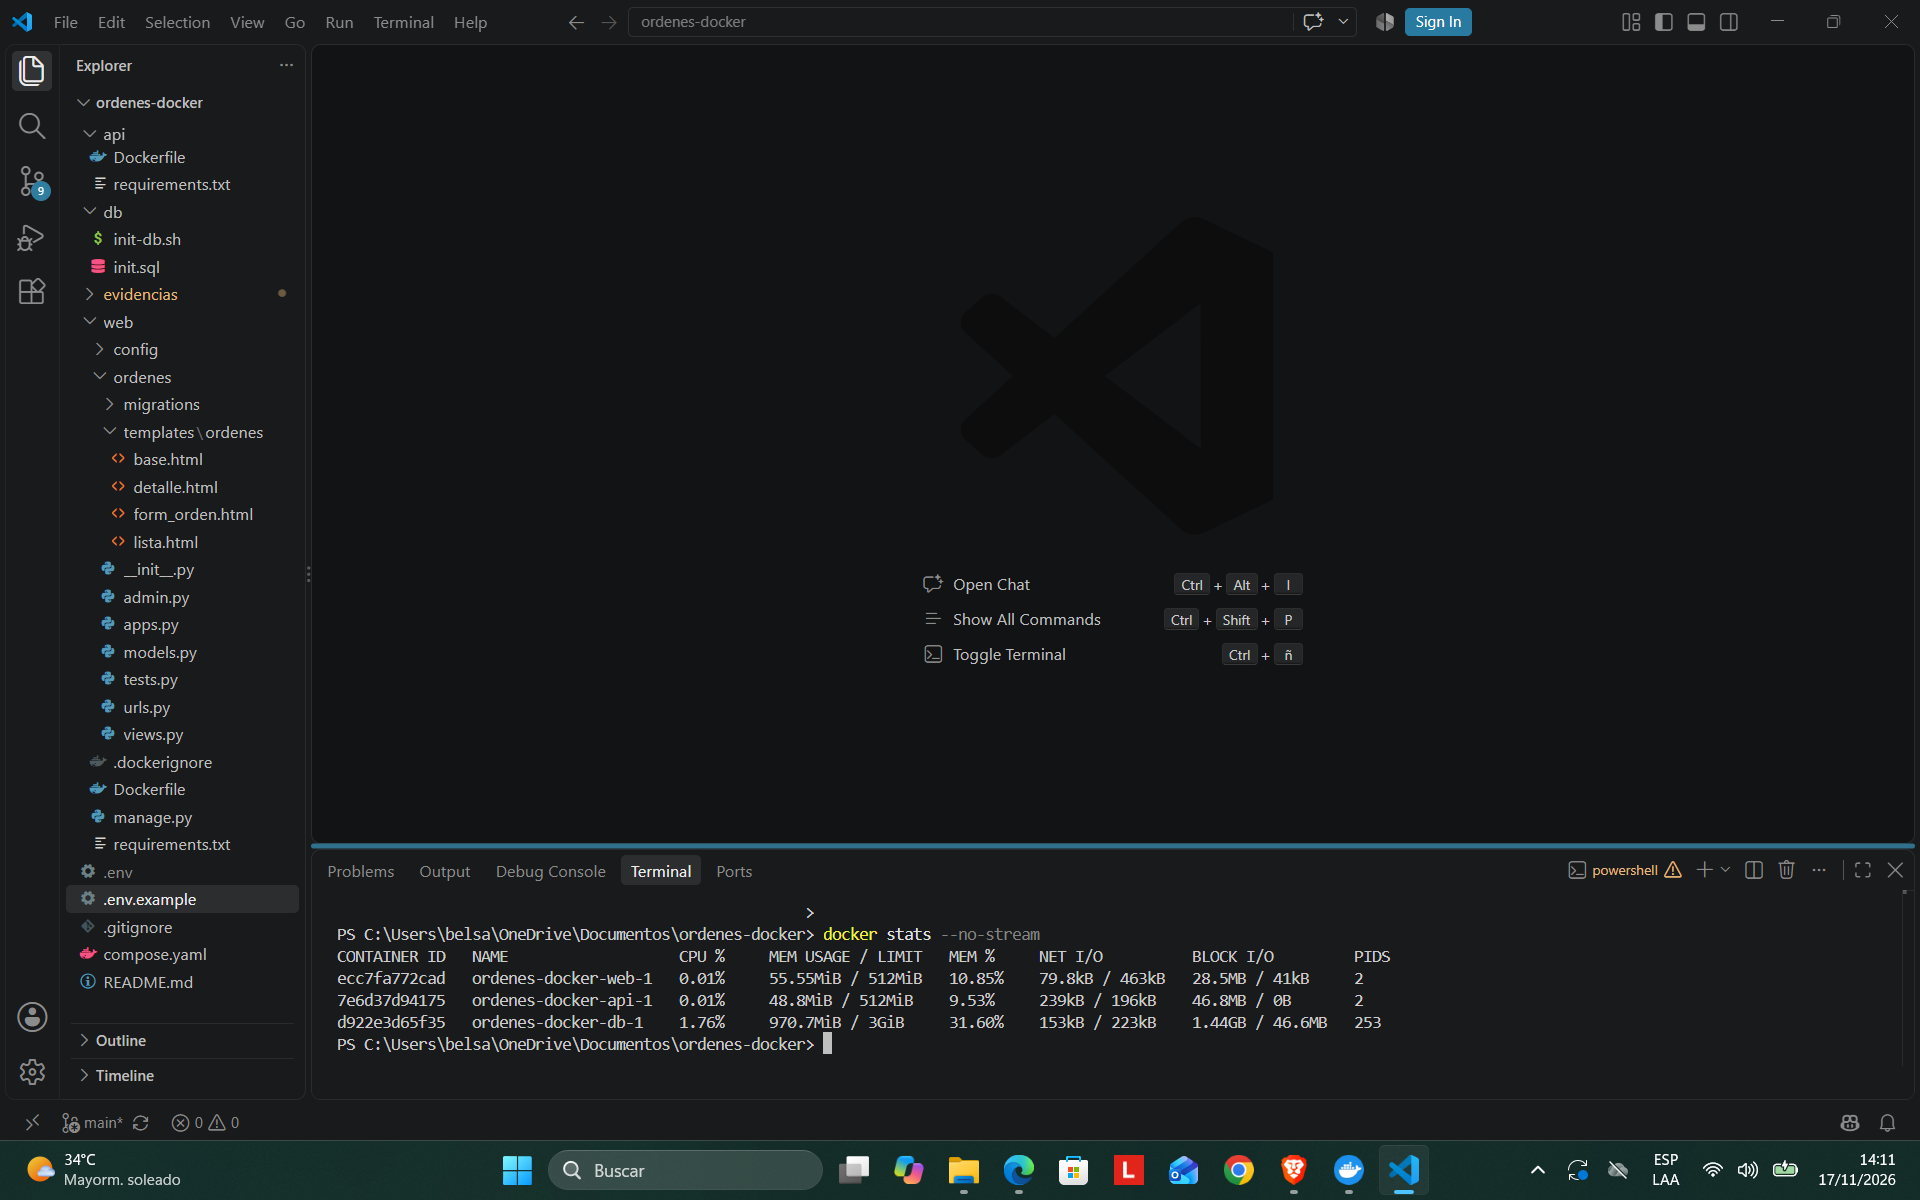 File Edit Selection View Go Run Terminal Help
ordenes-docker
Sign In
Explorer
ordenes-docker
api
Dockerfile
requirements.txt
db
init-db.sh
init.sql
evidencias
web
config
ordenes
migrations
templates\ordenes
base.html
detalle.html
form_orden.html
lista.html
__init__.py
admin.py
apps.py
models.py
tests.py
urls.py
views.py
.dockerignore
Dockerfile
manage.py
requirements.txt
.env
.env.example
.gitignore
compose.yaml
README.md
Outline
Timeline
9
Open Chat Ctrl + Alt + I
Show All Commands Ctrl + Shift + P
Toggle Terminal Ctrl + ñ
Problems Output Debug Console Terminal Ports
powershell
>
PS C:\Users\belsa\OneDrive\Documentos\ordenes-docker> docker stats --no-stream
CONTAINER ID NAME CPU % MEM USAGE / LIMIT MEM % NET I/O BLOCK I/O PIDS
ecc7fa772cad ordenes-docker-web-1 0.01% 55.55MiB / 512MiB 10.85% 79.8kB / 463kB 28.5MB / 41kB 2
7e6d37d94175 ordenes-docker-api-1 0.01% 48.8MiB / 512MiB 9.53% 239kB / 196kB 46.8MB / 0B 2
d922e3d65f35 ordenes-docker-db-1 1.76% 970.7MiB / 3GiB 31.60% 153kB / 223kB 1.44GB / 46.6MB 253
PS C:\Users\belsa\OneDrive\Documentos\ordenes-docker>
main* 0 0
34°C
Mayorm. soleado
Buscar
L
ESP
LAA
14:11
17/11/2026